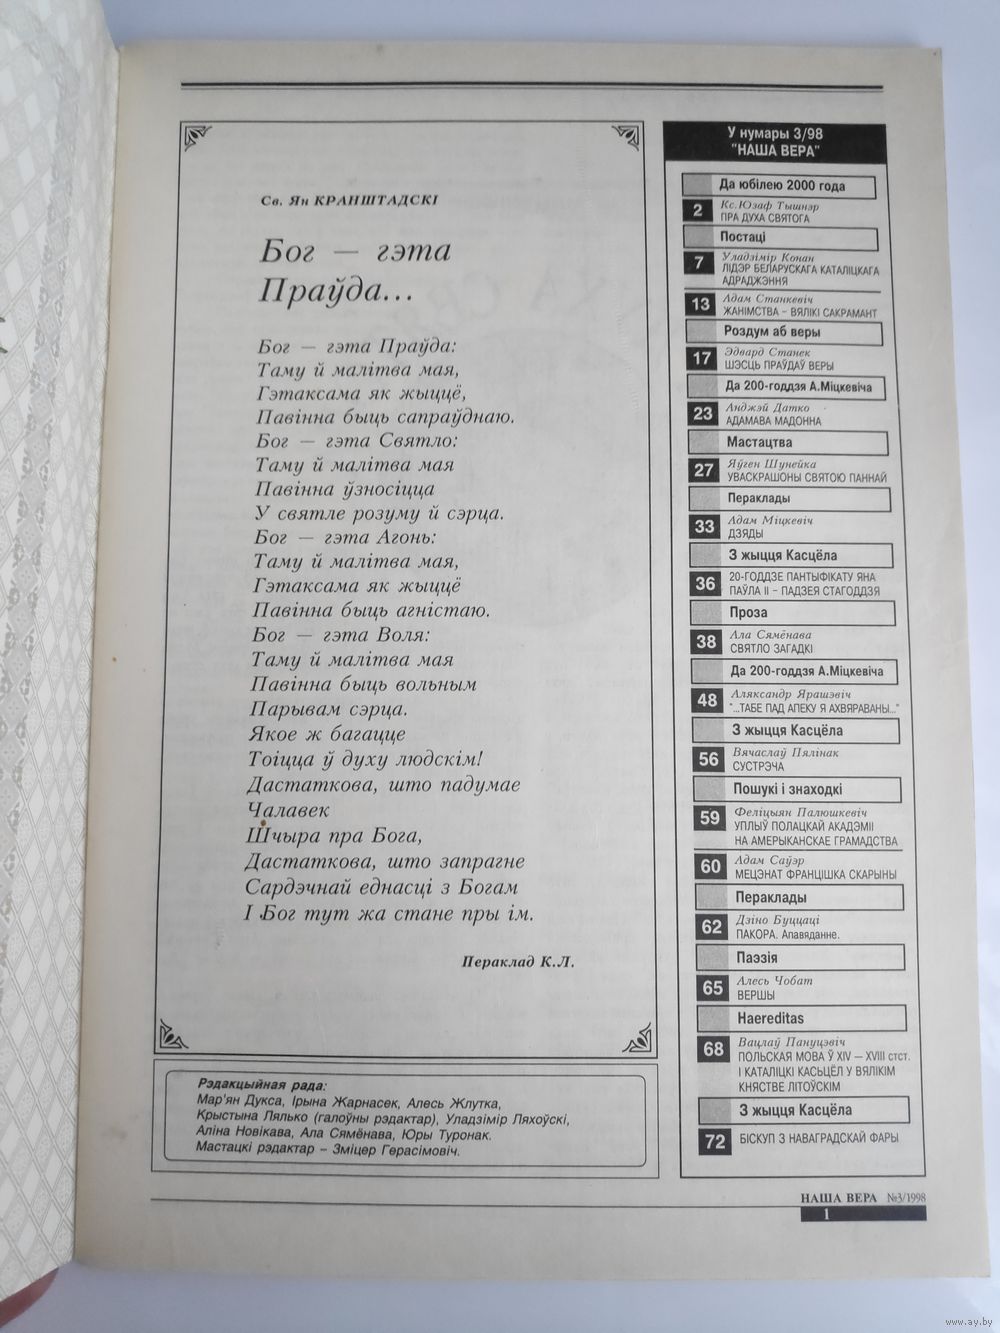 Св. Ян КРАНШТАДСКІ
Бог — гэта
Праўда...
Бог — гэта Праўда:
Таму й малітва мая,
Гэтаксама як жыццё,
Павінна быць сапраўднаю.
Бог — гэта Святло:
Таму й малітва мая
Павінна ўзносіцца
У святле розуму й сэрца.
Бог — гэта Агонь:
Таму й малітва мая,
Гэтаксама як жыццё
Павінна быць агністаю.
Бог — гэта Воля:
Таму й малітва мая
Павінна быць вольным
Парывам сэрца.
Якое ж багацце
Тоіцца ў духу людскім!
Дастаткова, што падумае
Чалавек
Шчыра пра Бога,
Дастаткова, што запрагне
Сардэчнай еднасці з Богам
І Бог тут жа стане пры ім.
Пераклад К.Л.
Рэдакцыйная рада:
Мар'ян Дукса, Ірына Жарнасек, Алесь Жлутка,
Крыстына Лялько (галоўны рэдактар), Уладзімір Ляхоўскі,
Аліна Новікава, Ала Сямёнава, Юры Туронак.
Мастацкі рэдактар – Зміцер Герасімовіч.
У нумары 3/98
"НАША ВЕРА"
Да юбілею 2000 года
2 Кс.Юзаф Тышнэр
ПРА ДУХА СВЯТОГА
Постаці
7 Уладзімір Конан
ЛІДЭР БЕЛАРУСКАГА КАТАЛІЦКАГА
АДРАДЖЭННЯ
13 Адам Станкевіч
ЖАНІМСТВА – ВЯЛІКІ САКРАМАНТ
Роздум аб веры
17 Эдвард Станек
ШЭСЦЬ ПРАЎДАЎ ВЕРЫ
Да 200-годдзя А.Міцкевіча
23 Анджэй Датко
АДАМАВА МАДОННА
Мастацтва
27 Яўген Шунейка
УВАСКРАШОНЫ СВЯТОЮ ПАННАЙ
Пераклады
33 Адам Міцкевіч
ДЗЯДЫ
З жыцця Касцёла
36 20-ГОДДЗЕ ПАНТЫФІКАТУ ЯНА
ПАЎЛА ІІ – ПАДЗЕЯ СТАГОДДЗЯ
Проза
38 Ала Сямёнава
СВЯТЛО ЗАГАДКІ
Да 200-годдзя А.Міцкевіча
48 Аляксандр Ярашэвіч
"...ТАБЕ ПАД АПЕКУ Я АХВЯРАВАНЫ..."
З жыцця Касцёла
56 Вячаслаў Пялінак
СУСТРЭЧА
Пошукі і знаходкі
59 Феліцыян Палюшкевіч
УПЛЫЎ ПОЛАЦКАЙ АКАДЭМІІ
НА АМЕРЫКАНСКАЕ ГРАМАДСТВА
60 Адам Саўэр
МЕЦЭНАТ ФРАНЦІШКА СКАРЫНЫ
Пераклады
62 Дзіно Буццаці
ПАКОРА. Апавяданне.
Паэзія
65 Алесь Чобат
ВЕРШЫ
Haereditas
68 Вацлаў Пануцэвіч
ПОЛЬСКАЯ МОВА Ў XIV – XVIII стст.
І КАТАЛІЦКІ КАСЬЦЁЛ У ВЯЛІКІМ
КНЯСТВЕ ЛІТОЎСКІМ
З жыцця Касцёла
72 БІСКУП З НАВАГРАДСКАЙ ФАРЫ
НАША ВЕРА №3/1998
1
www.ay.by